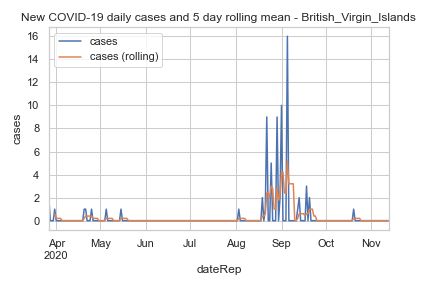 New COVID-19 daily cases and 5 day rolling mean - British_Virgin_Islands
cases
cases (rolling)
16
14
12
10
8
6
4
2
0
cases
Apr May Jun Jul Aug Sep Oct Nov
2020
dateRep